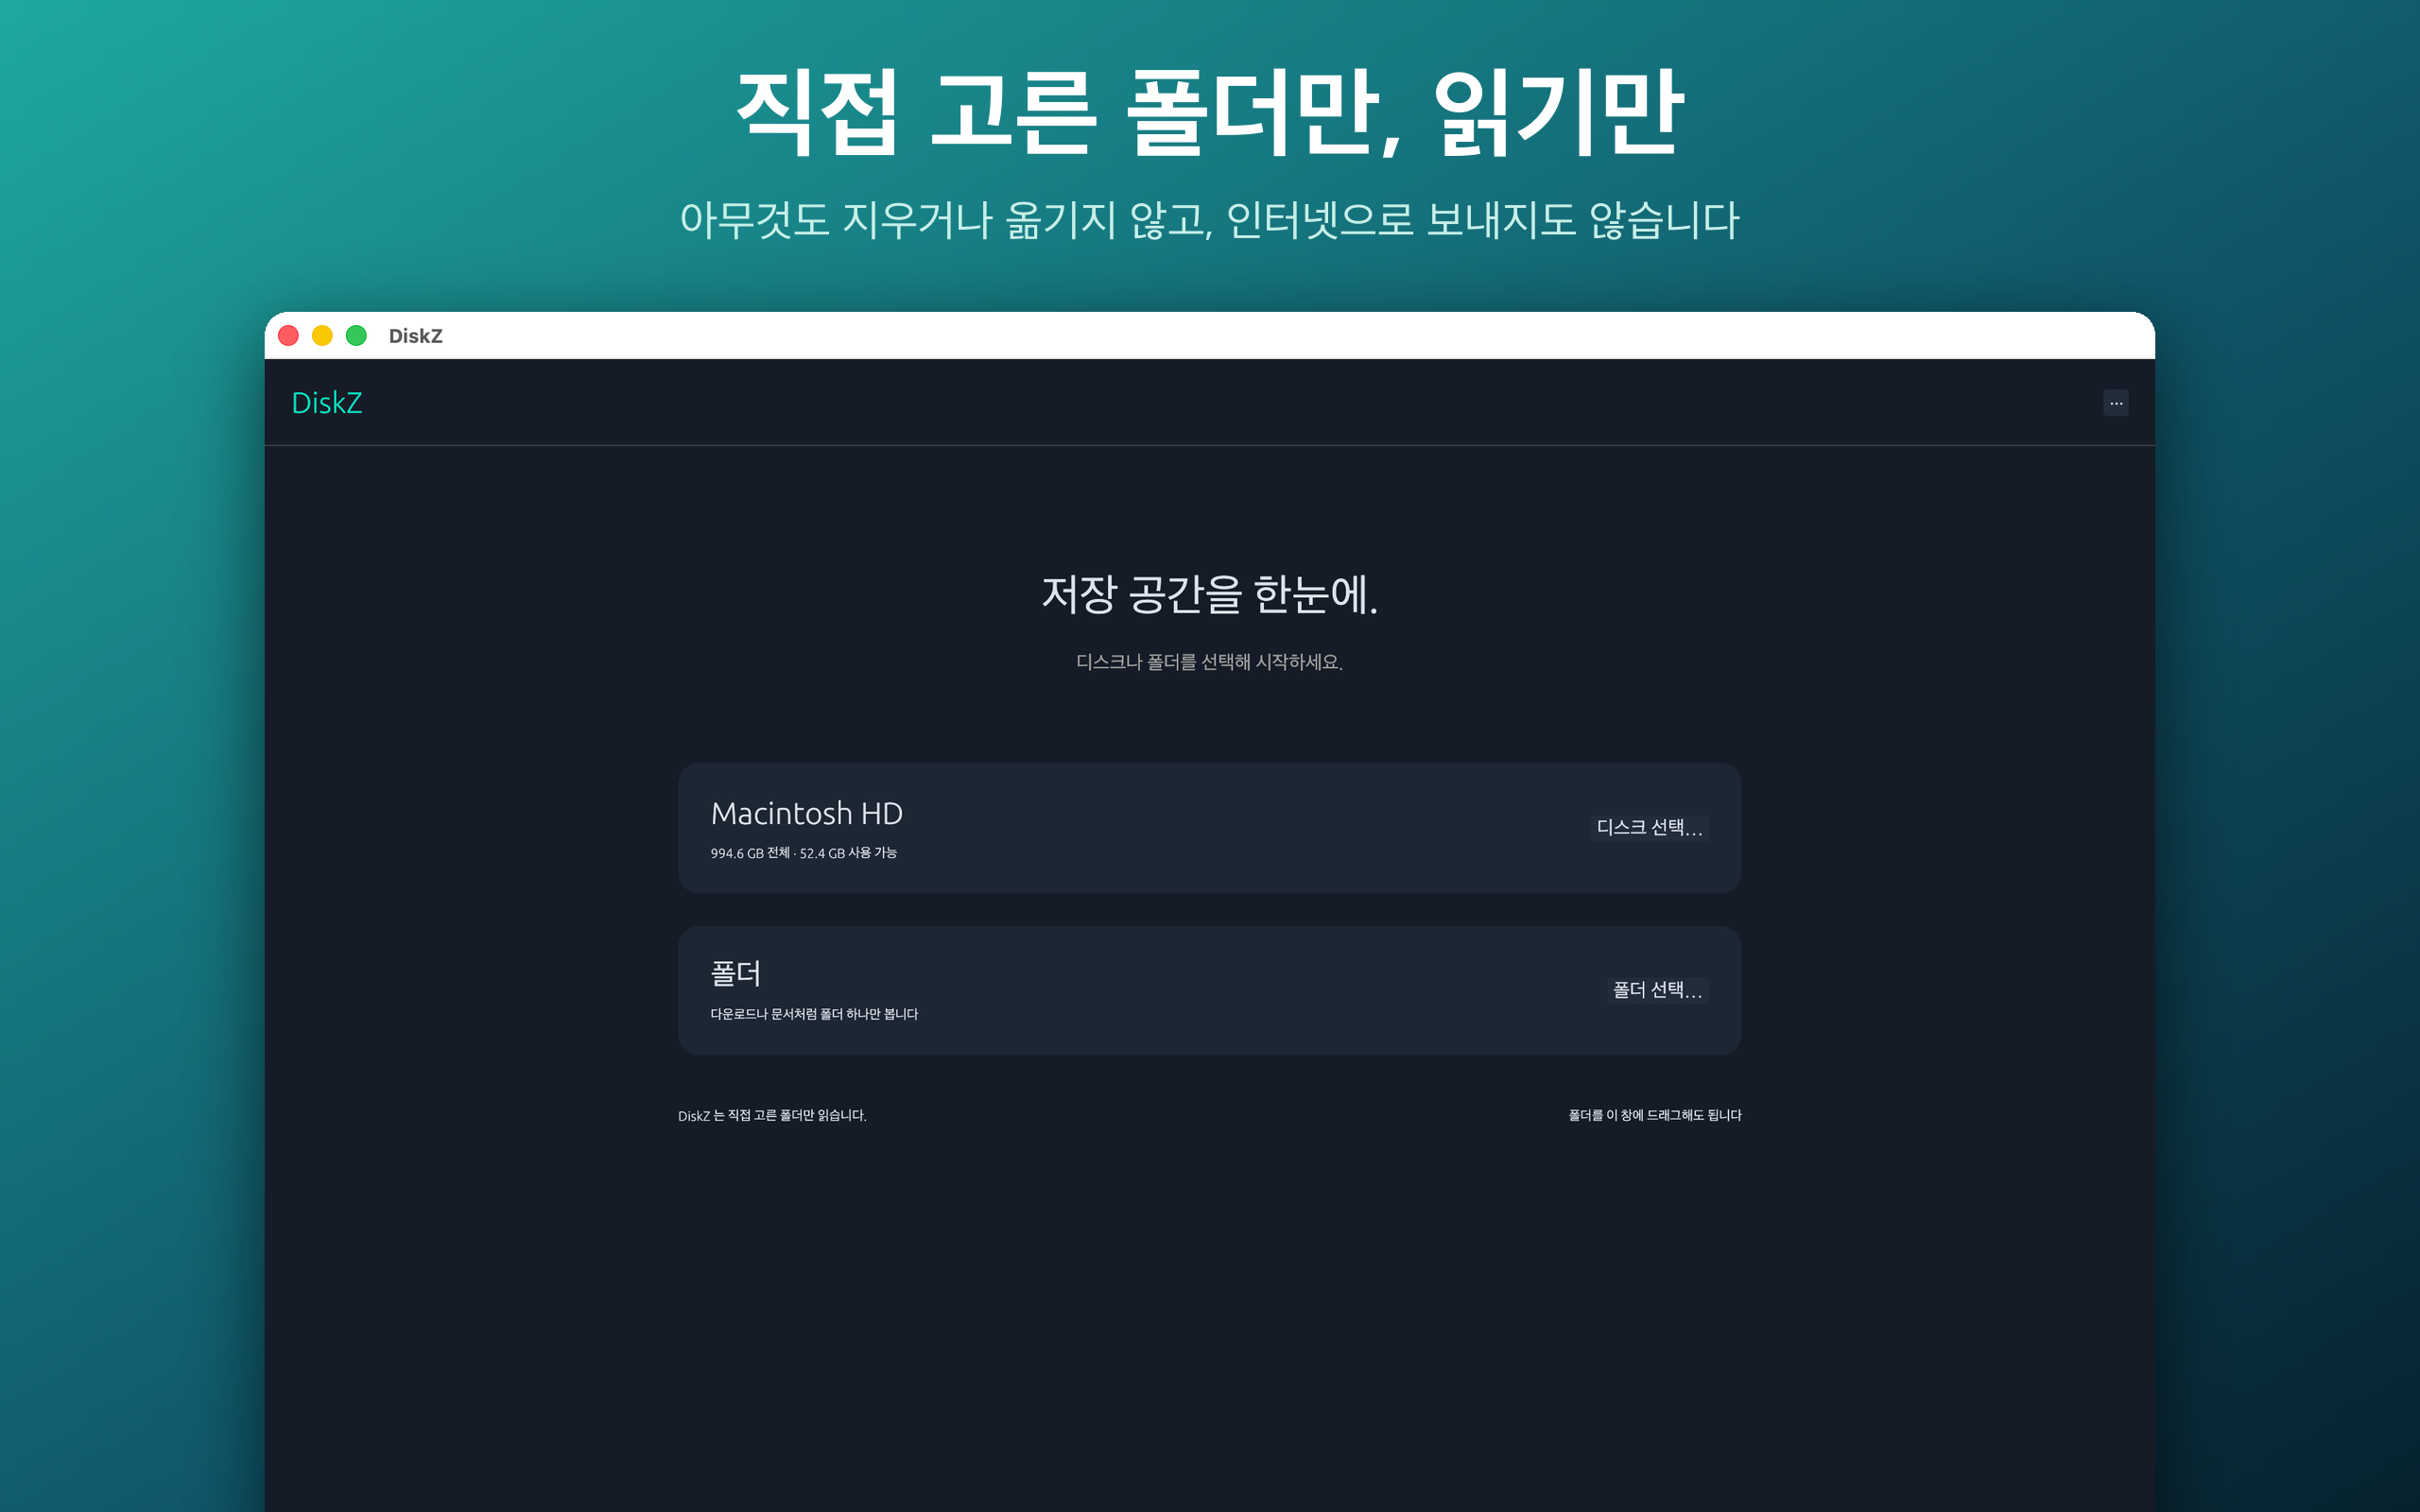 직접 고른 폴더만, 읽기만
아무것도 지우거나 옮기지 않고, 인터넷으로 보내지도 않습니다
DiskZ
DiskZ
...
저장 공간을 한눈에.
디스크나 폴더를 선택해 시작하세요.
Macintosh HD
디스크 선택...
994.6 GB 전체 · 52.4 GB 사용 가능
폴더
폴더 선택...
다운로드나 문서처럼 폴더 하나만 봅니다
DiskZ 는 직접 고른 폴더만 읽습니다.
폴더를 이 창에 드래그해도 됩니다